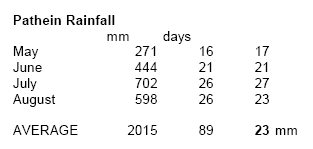 Pathein Rainfall
mm days
May 271 16 17
June 444 21 21
July 702 26 27
August 598 26 23
AVERAGE 2015 89 23 mm